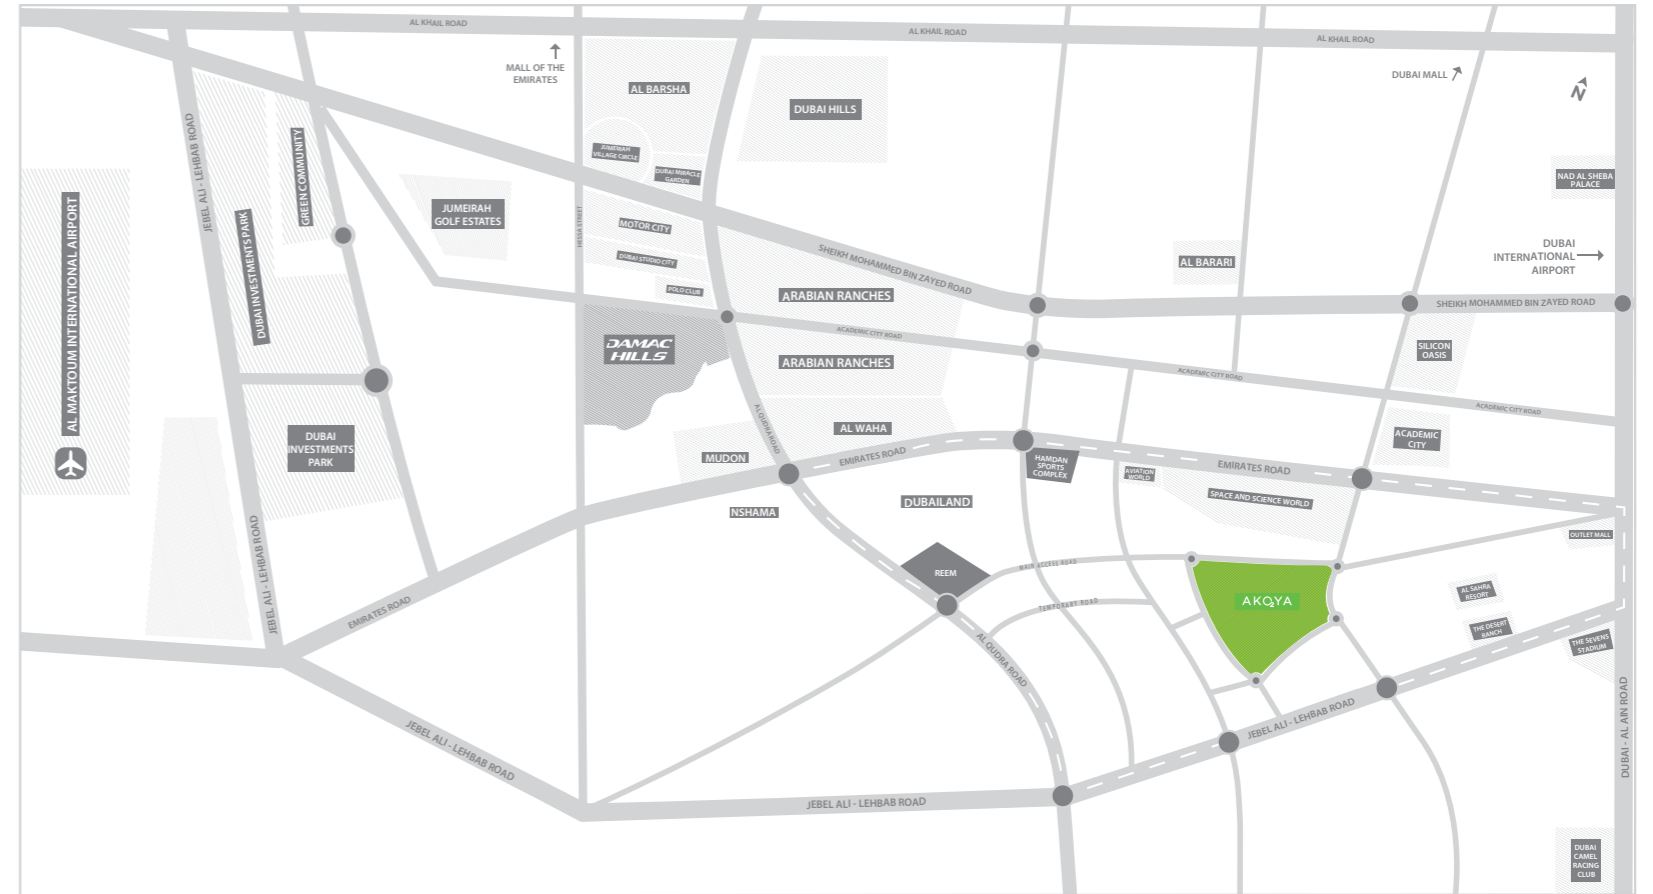 AL KHAIL ROAD
AL KHAIL ROAD
AL KHAIL ROAD
MALL OF THE
EMIRATES
DUBAI MALL
N
AL BARSHA
DUBAI HILLS
JEBEL ALI - LEHBAB ROAD
GREEN COMMUNITY
JUMEIRAH
VILLAGE CIRCLE
DUBAI MIRACLE
GARDEN
NAD AL SHEBA
PALACE
AL MAKTOUM INTERNATIONAL AIRPORT
DUBAI INVESTMENTS PARK
JUMEIRAH
GOLF ESTATES
HESSA STREET
MOTOR CITY
DUBAI STUDIO CITY
POLO CLUB
SHEIKH MOHAMMED BIN ZAYED ROAD
AL BARARI
DUBAI
INTERNATIONAL
AIRPORT
ARABIAN RANCHES
SHEIKH MOHAMMED BIN ZAYED ROAD
ACADEMIC CITY ROAD
DAMAC
HILLS
ARABIAN RANCHES
SILICON
OASIS
ACADEMIC CITY ROAD
ACADEMIC CITY ROAD
AL QUDRA ROAD
AL WAHA
DUBAI
INVESTMENTS
PARK
MUDON
EMIRATES ROAD
HAMDAN
SPORTS
COMPLEX
AVIATION
WORLD
EMIRATES ROAD
ACADEMIC
CITY
SPACE AND SCIENCE WORLD
NSHAMA
DUBAILAND
OUTLET MALL
JEBEL ALI - LEHBAB ROAD
REEM
MAIN ACCESS ROAD
AKOYA
AL SAHRA
RESORT
EMIRATES ROAD
TEMPORARY ROAD
THE DESERT
RANCH
THE SEVENS
STADIUM
AL QUDRA ROAD
JEBEL ALI - LEHBAB ROAD
JEBEL ALI - LEHBAB ROAD
JEBEL ALI - LEHBAB ROAD
DUBAI - AL AIN ROAD
DUBAI
CAMEL
RACING
CLUB